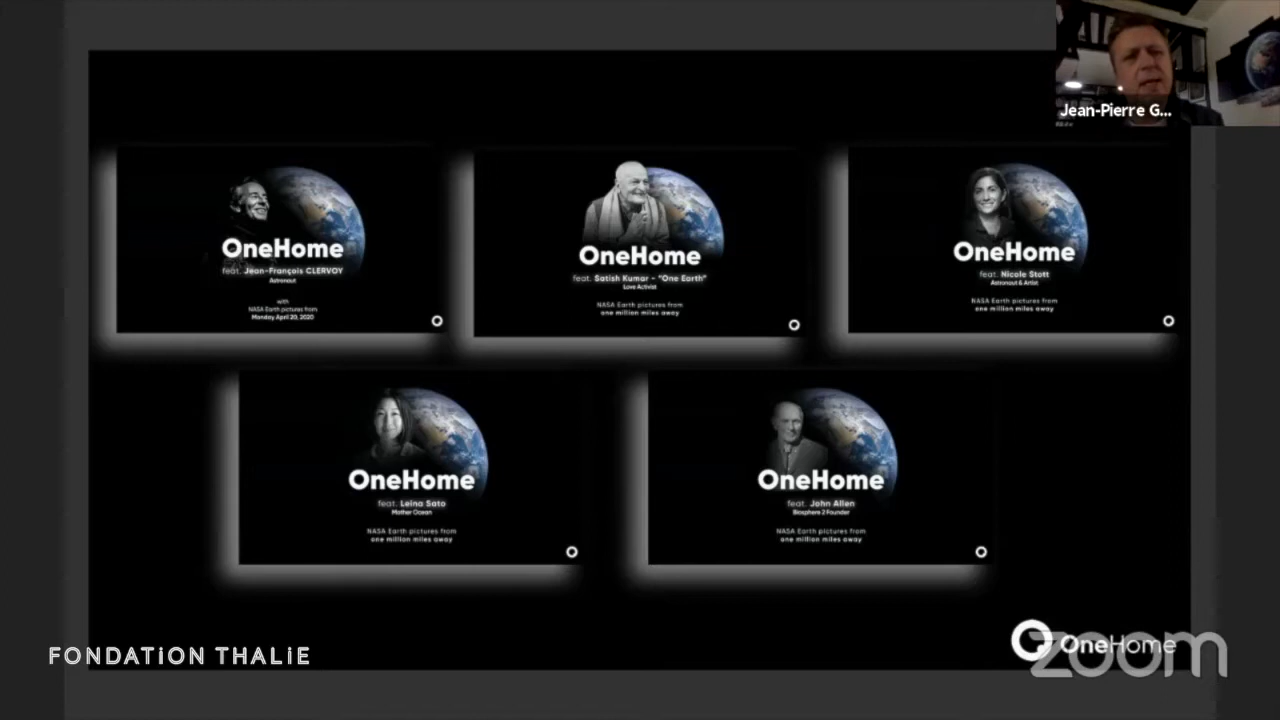 Jean-Pierre G...
OneHome
feat. Jean-François CLERVOY
Astronaut
with
NASA Earth pictures from
Monday April 20, 2020
OneHome
feat. Satish Kumar - "One Earth"
Love Activist
NASA Earth pictures from
one million miles away
OneHome
feat. Nicole Stott
Astronaut & Artist
NASA Earth pictures from
one million miles away
OneHome
feat. Leina Sato
Mother Ocean
NASA Earth pictures from
one million miles away
OneHome
feat. John Allen
Biosphere 2 Founder
NASA Earth pictures from
one million miles away
FONDATiON THALiE
OneHome
zoom